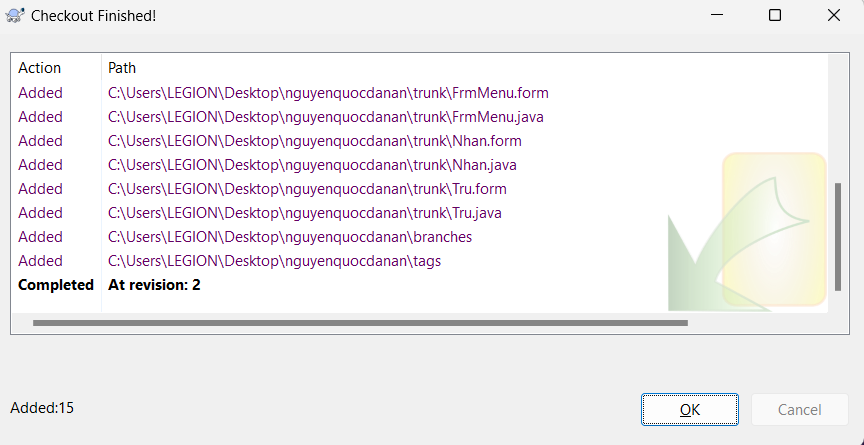 Checkout Finished!
Action Path
Added C:\Users\LEGION\Desktop\nguyenquocdanan\trunk\FrmMenu.form
Added C:\Users\LEGION\Desktop\nguyenquocdanan\trunk\FrmMenu.java
Added C:\Users\LEGION\Desktop\nguyenquocdanan\trunk\Nhan.form
Added C:\Users\LEGION\Desktop\nguyenquocdanan\trunk\Nhan.java
Added C:\Users\LEGION\Desktop\nguyenquocdanan\trunk\Tru.form
Added C:\Users\LEGION\Desktop\nguyenquocdanan\trunk\Tru.java
Added C:\Users\LEGION\Desktop\nguyenquocdanan\branches
Added C:\Users\LEGION\Desktop\nguyenquocdanan\tags
Completed At revision: 2
Added:15
OK Cancel